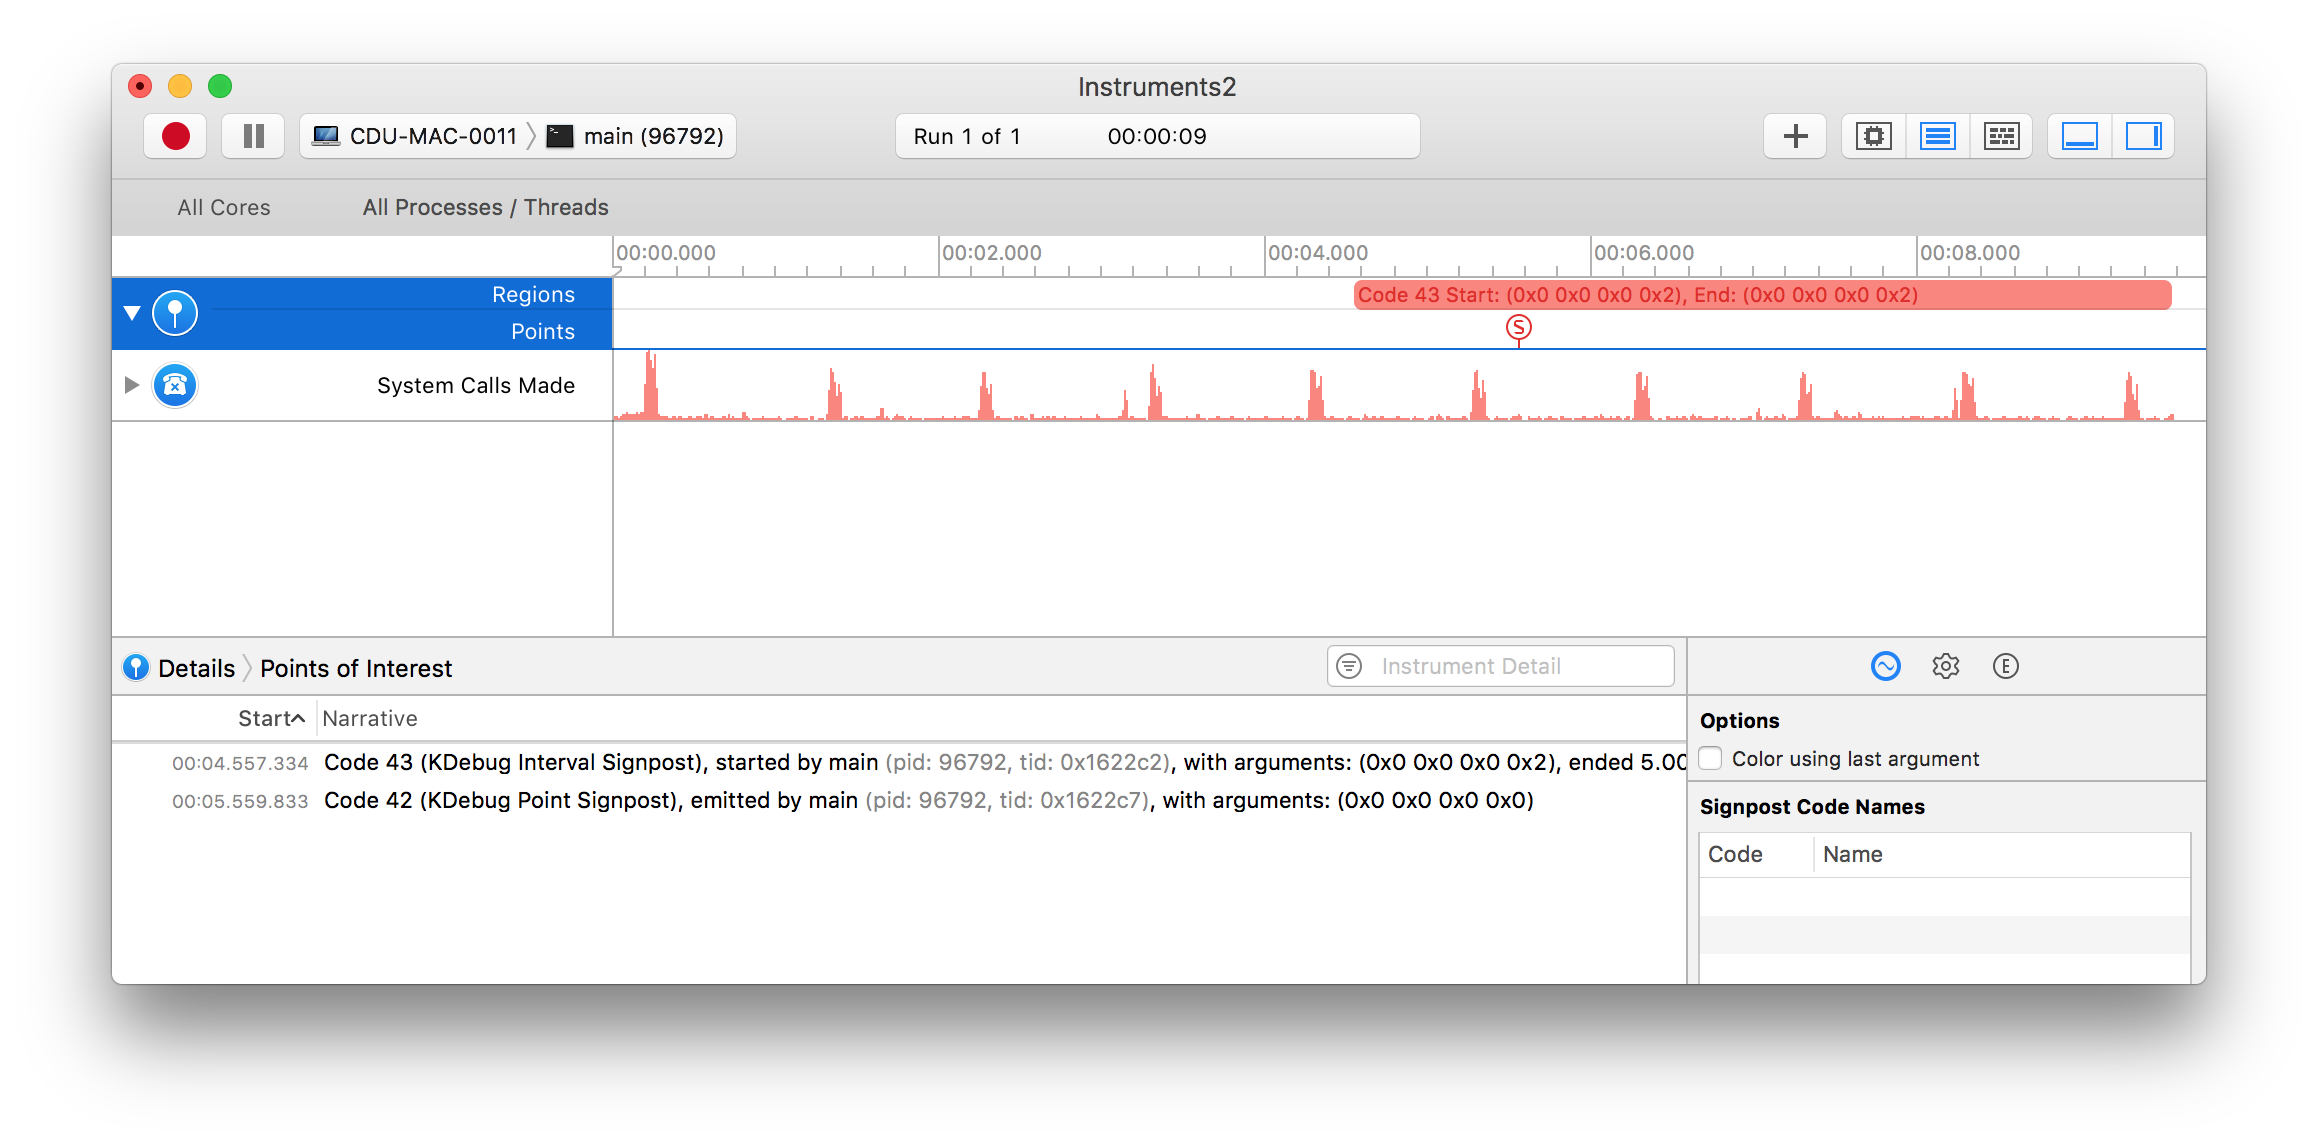 Instruments2
CDU-MAC-0011 main (96792) Run 1 of 1 00:00:09
All Cores All Processes / Threads
00:00.000 00:02.000 00:04.000 00:06.000 00:08.000
Regions Code 43 Start: (0x0 0x0 0x0 0x2), End: (0x0 0x0 0x0 0x2)
Points S
System Calls Made
Details Points of Interest Instrument Detail E
Start Narrative
00:04.557.334 Code 43 (KDebug Interval Signpost), started by main (pid: 96792, tid: 0x1622c2), with arguments: (0x0 0x0 0x0 0x2), ended 5.00
00:05.559.833 Code 42 (KDebug Point Signpost), emitted by main (pid: 96792, tid: 0x1622c7), with arguments: (0x0 0x0 0x0 0x0)
Options
Color using last argument
Signpost Code Names
Code Name